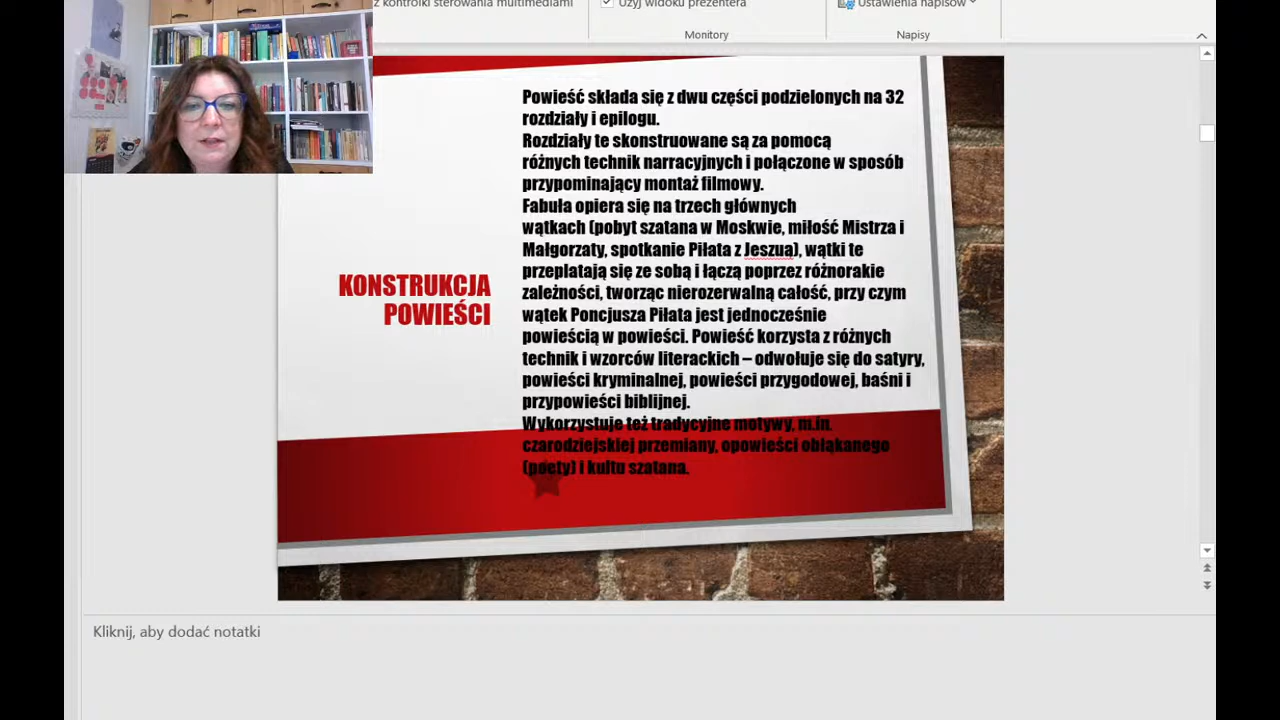 z kontrolki sterowania multimediami
Użyj widoku prezentera
Ustawienia napisów
Monitory
Napisy
KONSTRUKCJA
POWIEŚCI
Powieść składa się z dwu części podzielonych na 32
rozdziały i epilogu.
Rozdziały te skonstruowane są za pomocą
różnych technik narracyjnych i połączone w sposób
przypominający montaż filmowy.
Fabuła opiera się na trzech głównych
wątkach (pobyt szatana w Moskwie, miłość Mistrza i
Małgorzaty, spotkanie Piłata z Jeszua), wątki te
przeplatają się ze sobą i łączą poprzez różnorakie
zależności, tworząc nierozerwalną całość, przy czym
wątek Poncjusza Piłata jest jednocześnie
powieścią w powieści. Powieść korzysta z różnych
technik i wzorców literackich – odwołuje się do satyry,
powieści kryminalnej, powieści przygodowej, baśni i
przypowieści biblijnej.
Wykorzystuje też tradycyjne motywy, m.in.
czarodziejskiej przemiany, opowieści obłąkanego
(poety) i kultu szatana.
Kliknij, aby dodać notatki